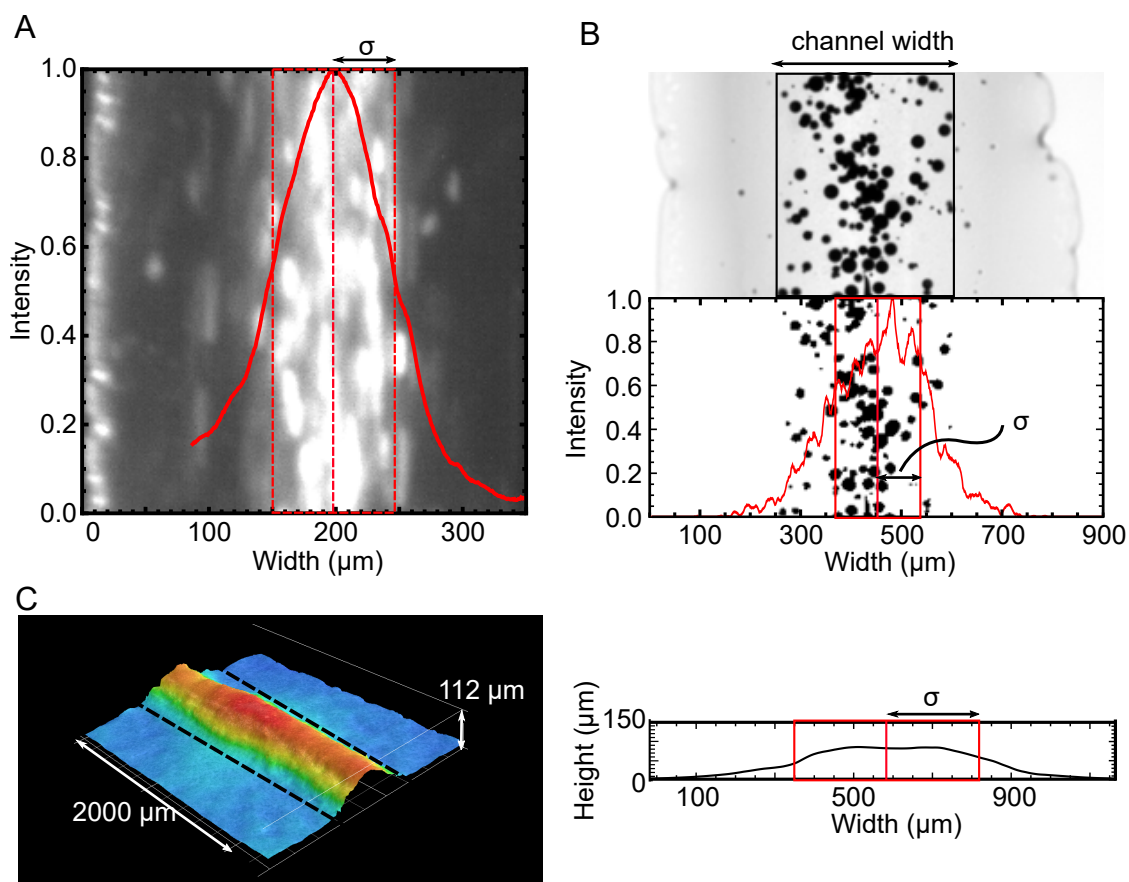 A
σ
Intensity
1.0
0.8
0.6
0.4
0.2
0.0
0
100
200
300
Width (µm)
B
channel width
Intensity
1.0
0.8
0.6
0.4
0.2
0.0
σ
100
300
500
700
900
Width (µm)
C
112 µm
2000 µm
σ
Height (µm)
150
0
100
500
900
Width (µm)